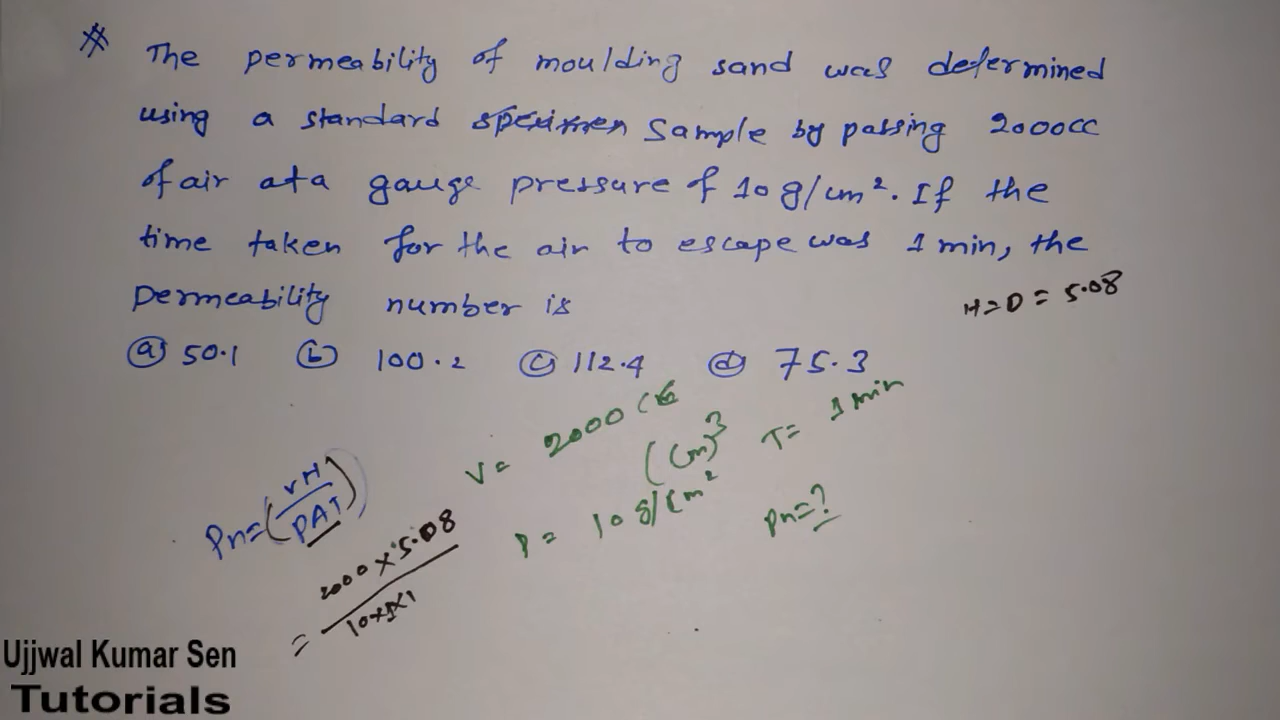 The permeability of moulding sand was determined
using a standard specimen sample by passing 2000cc
of air at a gauge pressure of 10 g/cm². If the
time taken for the air to escape was 1 min, the
permeability number is
H=D = 5.08
(a) 50.1 (b) 100.2 (c) 112.4 (d) 75.3
V= 2000 cc
(cm)³
T= 1 min
Pn=(VH/PAT)
P= 10 g/cm²
Pn=?
= 2000 x 5.08
10x1x1
Ujjwal Kumar Sen
Tutorials